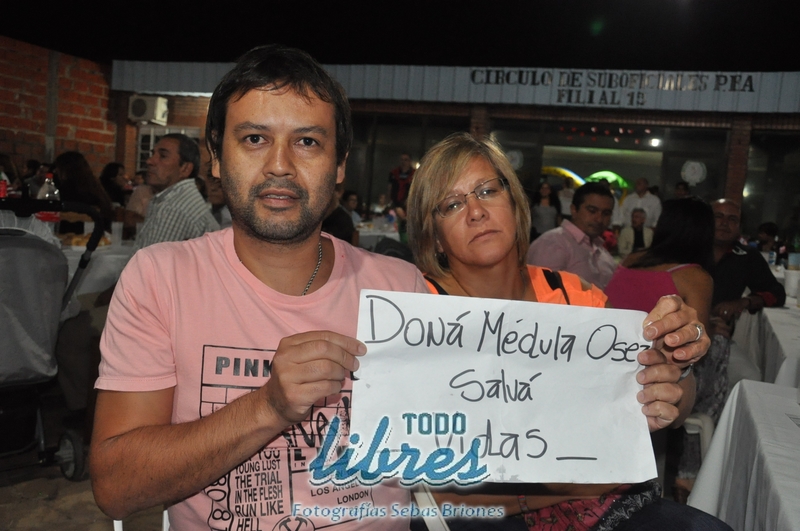 CIRCULO DE SUBOFICIALES P.F.A
FILIAL 19
Doná Médula Osea
Salvá
Vidas_
PINK
YOUNG LUST
THE TRIAL
IN THE FLESH
RUN
LIKE
HELL
LOS ANGELES
LONDON
TODO
libres
Fotografías Sebas Briones